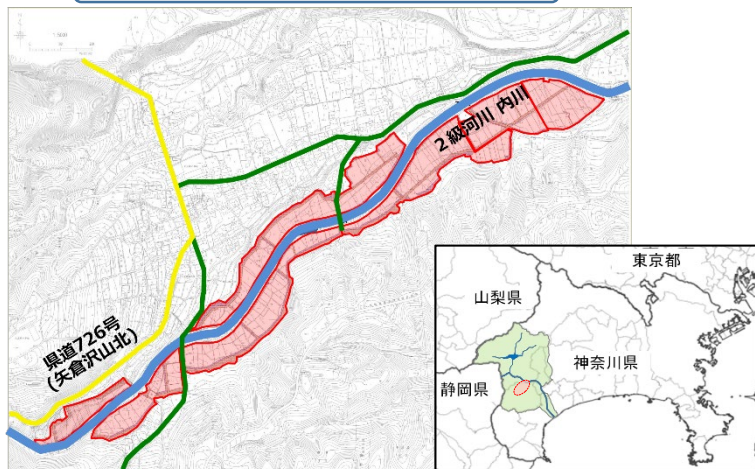 ２級河川 内川
県道726号
(矢倉沢山北)
東京都
山梨県
神奈川県
静岡県